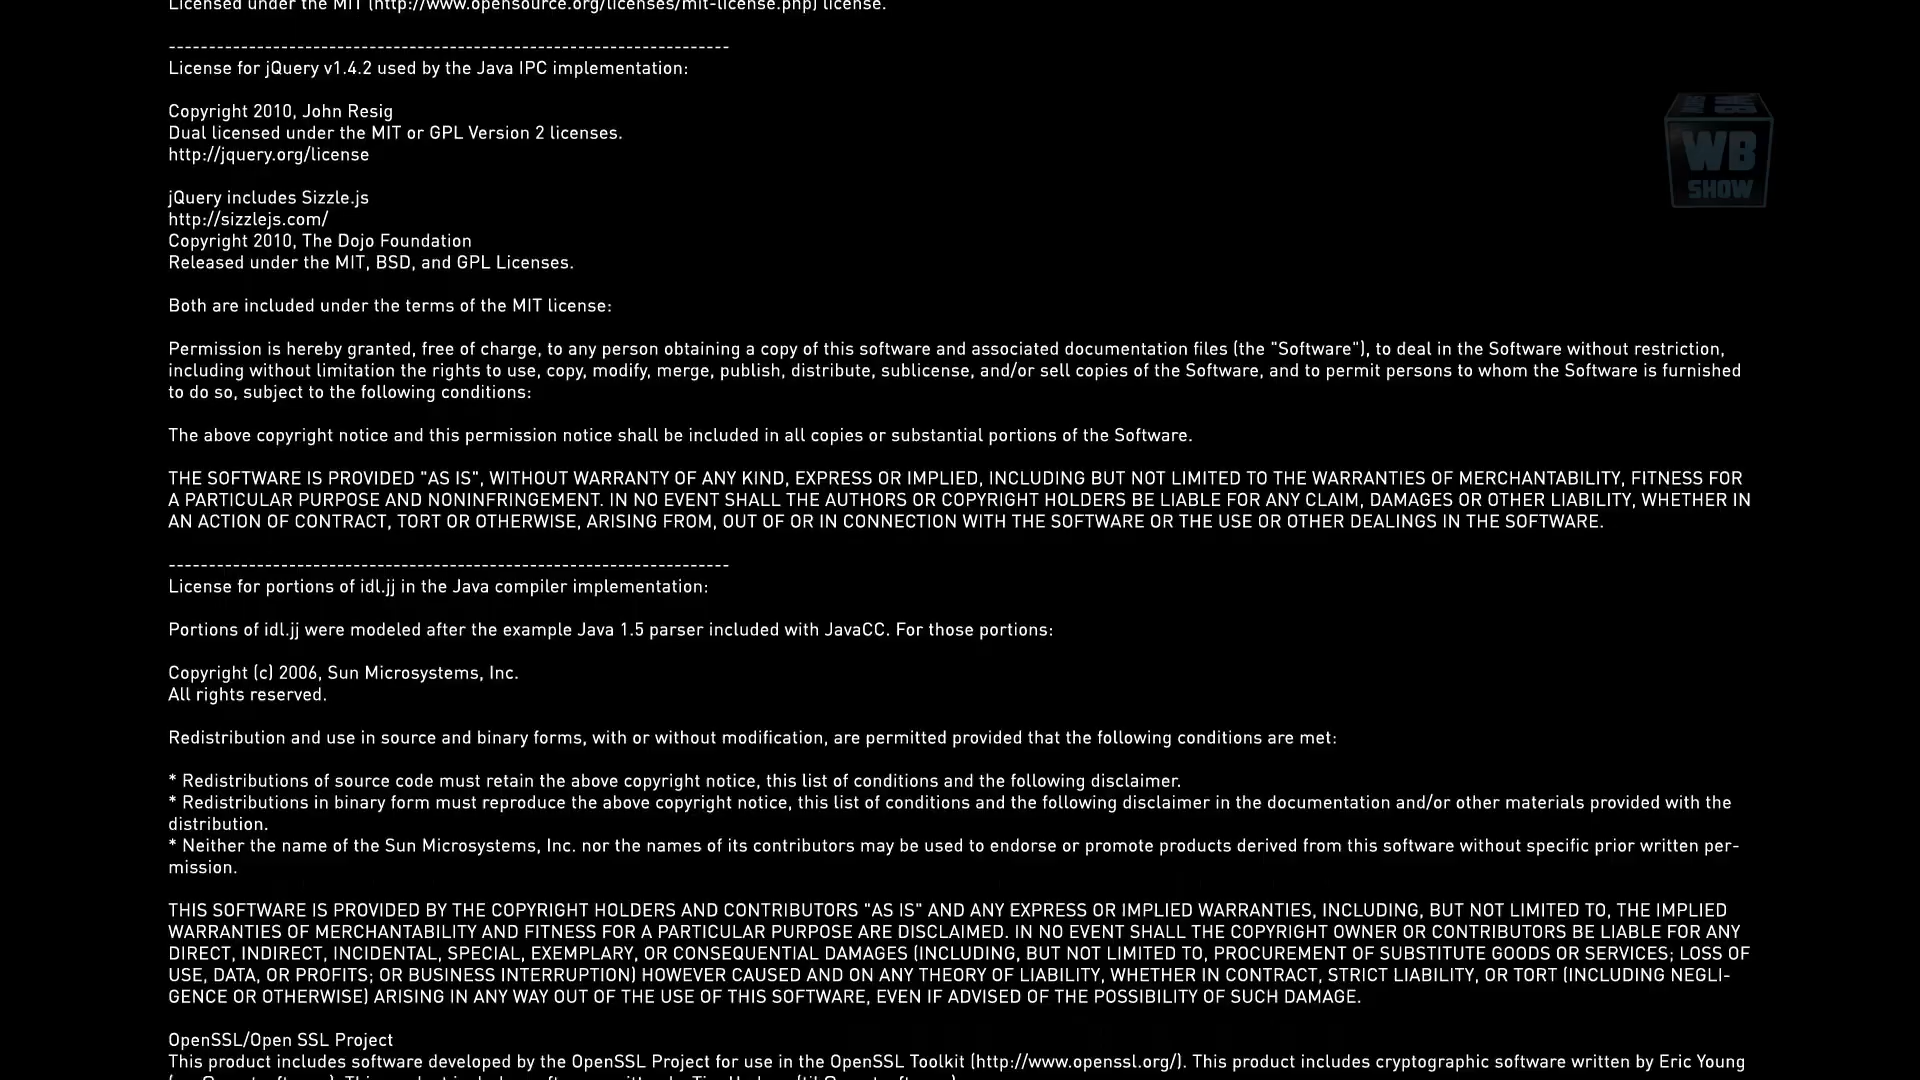 Licensed under the MIT (http://www.opensource.org/licenses/mit-license.php) license.
----------------------------------------------------------------------
License for jQuery v1.4.2 used by the Java IPC implementation:
Copyright 2010, John Resig
Dual licensed under the MIT or GPL Version 2 licenses.
http://jquery.org/license
WB
SHOW
jQuery includes Sizzle.js
http://sizzlejs.com/
Copyright 2010, The Dojo Foundation
Released under the MIT, BSD, and GPL Licenses.
Both are included under the terms of the MIT license:
Permission is hereby granted, free of charge, to any person obtaining a copy of this software and associated documentation files (the "Software"), to deal in the Software without restriction,
including without limitation the rights to use, copy, modify, merge, publish, distribute, sublicense, and/or sell copies of the Software, and to permit persons to whom the Software is furnished
to do so, subject to the following conditions:
The above copyright notice and this permission notice shall be included in all copies or substantial portions of the Software.
THE SOFTWARE IS PROVIDED "AS IS", WITHOUT WARRANTY OF ANY KIND, EXPRESS OR IMPLIED, INCLUDING BUT NOT LIMITED TO THE WARRANTIES OF MERCHANTABILITY, FITNESS FOR
A PARTICULAR PURPOSE AND NONINFRINGEMENT. IN NO EVENT SHALL THE AUTHORS OR COPYRIGHT HOLDERS BE LIABLE FOR ANY CLAIM, DAMAGES OR OTHER LIABILITY, WHETHER IN
AN ACTION OF CONTRACT, TORT OR OTHERWISE, ARISING FROM, OUT OF OR IN CONNECTION WITH THE SOFTWARE OR THE USE OR OTHER DEALINGS IN THE SOFTWARE.
----------------------------------------------------------------------
License for portions of idl.jj in the Java compiler implementation:
Portions of idl.jj were modeled after the example Java 1.5 parser included with JavaCC. For those portions:
Copyright (c) 2006, Sun Microsystems, Inc.
All rights reserved.
Redistribution and use in source and binary forms, with or without modification, are permitted provided that the following conditions are met:
* Redistributions of source code must retain the above copyright notice, this list of conditions and the following disclaimer.
* Redistributions in binary form must reproduce the above copyright notice, this list of conditions and the following disclaimer in the documentation and/or other materials provided with the
distribution.
* Neither the name of the Sun Microsystems, Inc. nor the names of its contributors may be used to endorse or promote products derived from this software without specific prior written per-
mission.
THIS SOFTWARE IS PROVIDED BY THE COPYRIGHT HOLDERS AND CONTRIBUTORS "AS IS" AND ANY EXPRESS OR IMPLIED WARRANTIES, INCLUDING, BUT NOT LIMITED TO, THE IMPLIED
WARRANTIES OF MERCHANTABILITY AND FITNESS FOR A PARTICULAR PURPOSE ARE DISCLAIMED. IN NO EVENT SHALL THE COPYRIGHT OWNER OR CONTRIBUTORS BE LIABLE FOR ANY
DIRECT, INDIRECT, INCIDENTAL, SPECIAL, EXEMPLARY, OR CONSEQUENTIAL DAMAGES (INCLUDING, BUT NOT LIMITED TO, PROCUREMENT OF SUBSTITUTE GOODS OR SERVICES; LOSS OF
USE, DATA, OR PROFITS; OR BUSINESS INTERRUPTION) HOWEVER CAUSED AND ON ANY THEORY OF LIABILITY, WHETHER IN CONTRACT, STRICT LIABILITY, OR TORT (INCLUDING NEGLI-
GENCE OR OTHERWISE) ARISING IN ANY WAY OUT OF THE USE OF THIS SOFTWARE, EVEN IF ADVISED OF THE POSSIBILITY OF SUCH DAMAGE.
OpenSSL/Open SSL Project
This product includes software developed by the OpenSSL Project for use in the OpenSSL Toolkit (http://www.openssl.org/). This product includes cryptographic software written by Eric Young